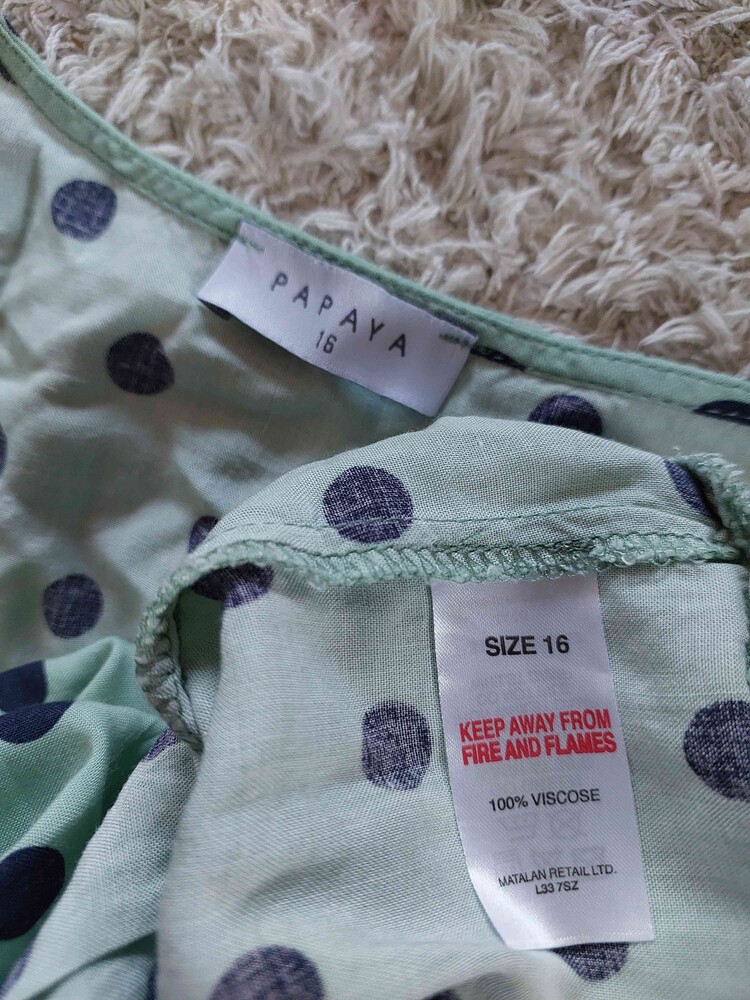 PAPAYA
16
SIZE 16
KEEP AWAY FROM
FIRE AND FLAMES
100% VISCOSE
MATALAN RETAIL LTD.
L33 7SZ